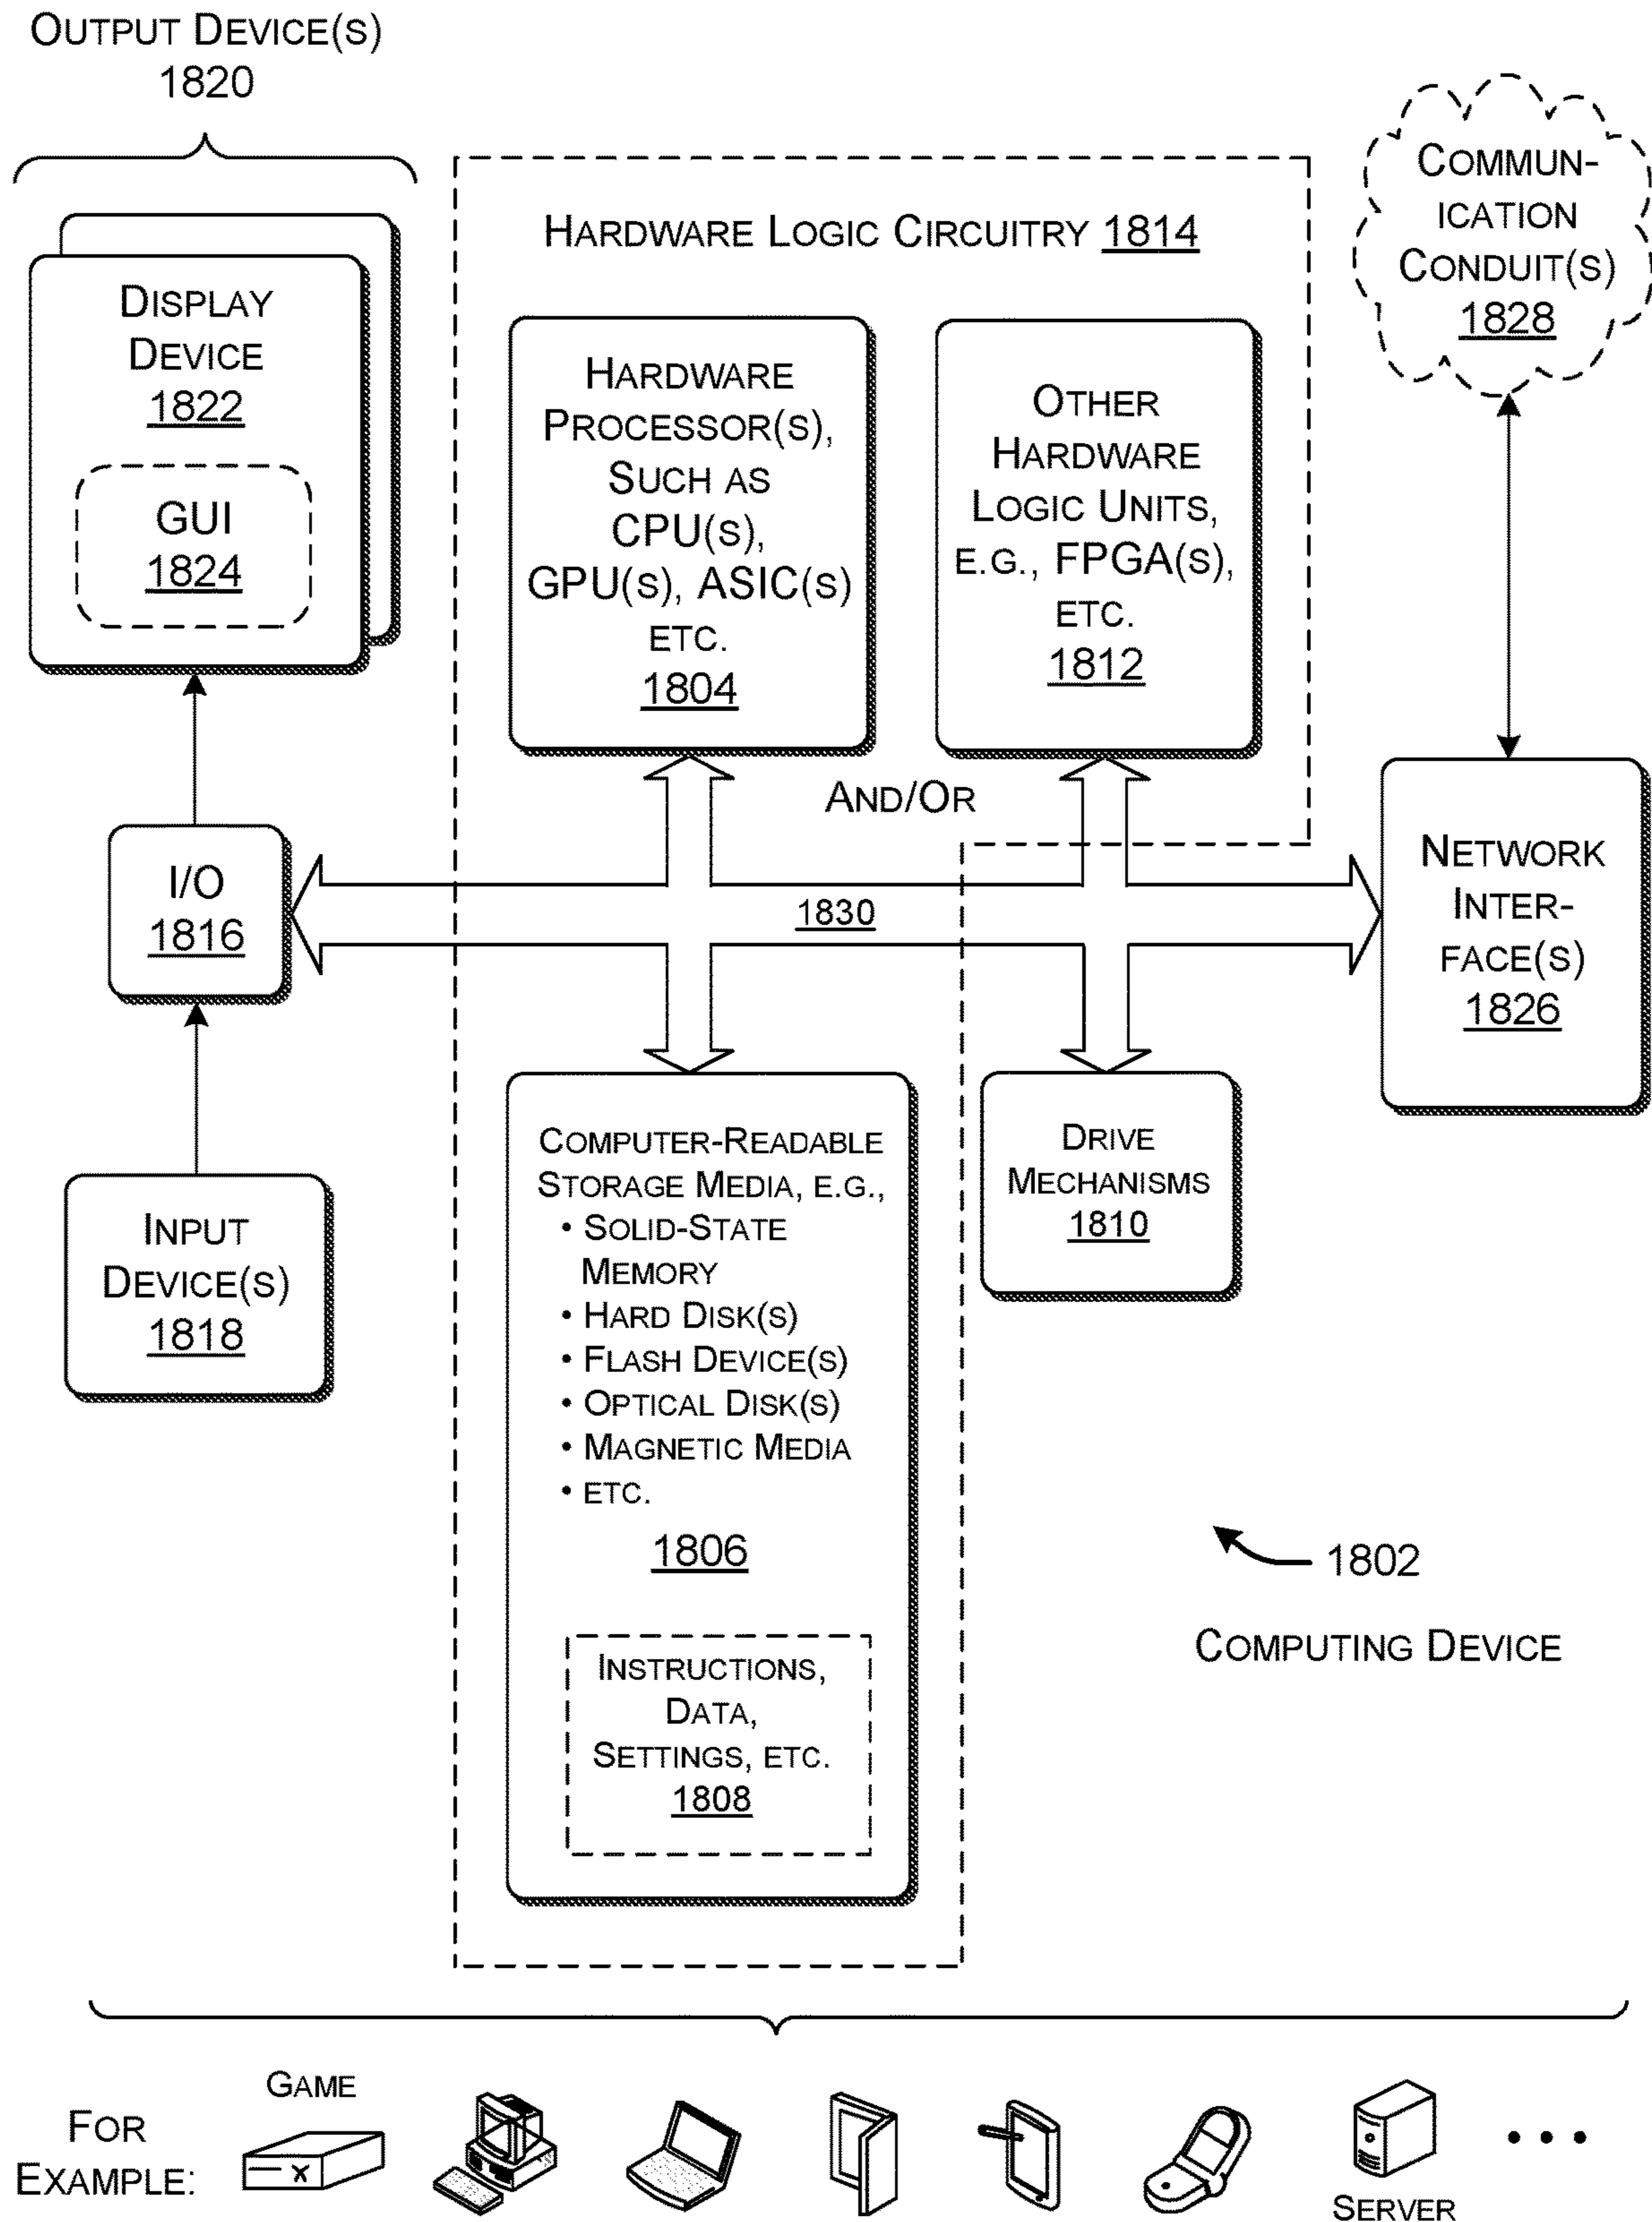 OUTPUT DEVICE(S)
1820
DISPLAY
DEVICE
1822
GUI
1824
I/O
1816
INPUT
DEVICE(S)
1818
HARDWARE LOGIC CIRCUITRY 1814
HARDWARE
PROCESSOR(S),
SUCH AS
CPU(S),
GPU(S), ASIC(S)
ETC.
1804
OTHER
HARDWARE
LOGIC UNITS,
E.G., FPGA(S),
ETC.
1812
AND/OR
1830
COMPUTER-READABLE
STORAGE MEDIA, E.G.,
• SOLID-STATE
MEMORY
• HARD DISK(S)
• FLASH DEVICE(S)
• OPTICAL DISK(S)
• MAGNETIC MEDIA
• ETC.
1806
INSTRUCTIONS,
DATA,
SETTINGS, ETC.
1808
DRIVE
MECHANISMS
1810
COMMUN-
ICATION
CONDUIT(S)
1828
NETWORK
INTER-
FACE(S)
1826
1802
COMPUTING DEVICE
FOR
EXAMPLE:
GAME
SERVER
• • •